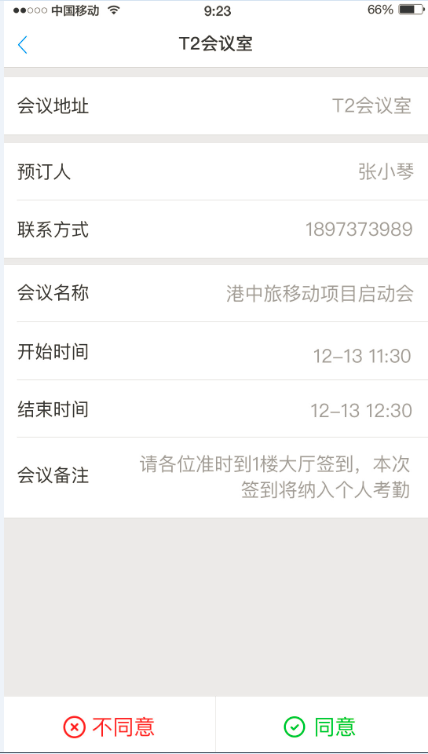 中国移动 9:23 66%
T2会议室
会议地址 T2会议室
预订人 张小琴
联系方式 1897373989
会议名称 港中旅移动项目启动会
开始时间 12-13 11:30
结束时间 12-13 12:30
会议备注 请各位准时到1楼大厅签到，本次
签到将纳入个人考勤
不同意 同意